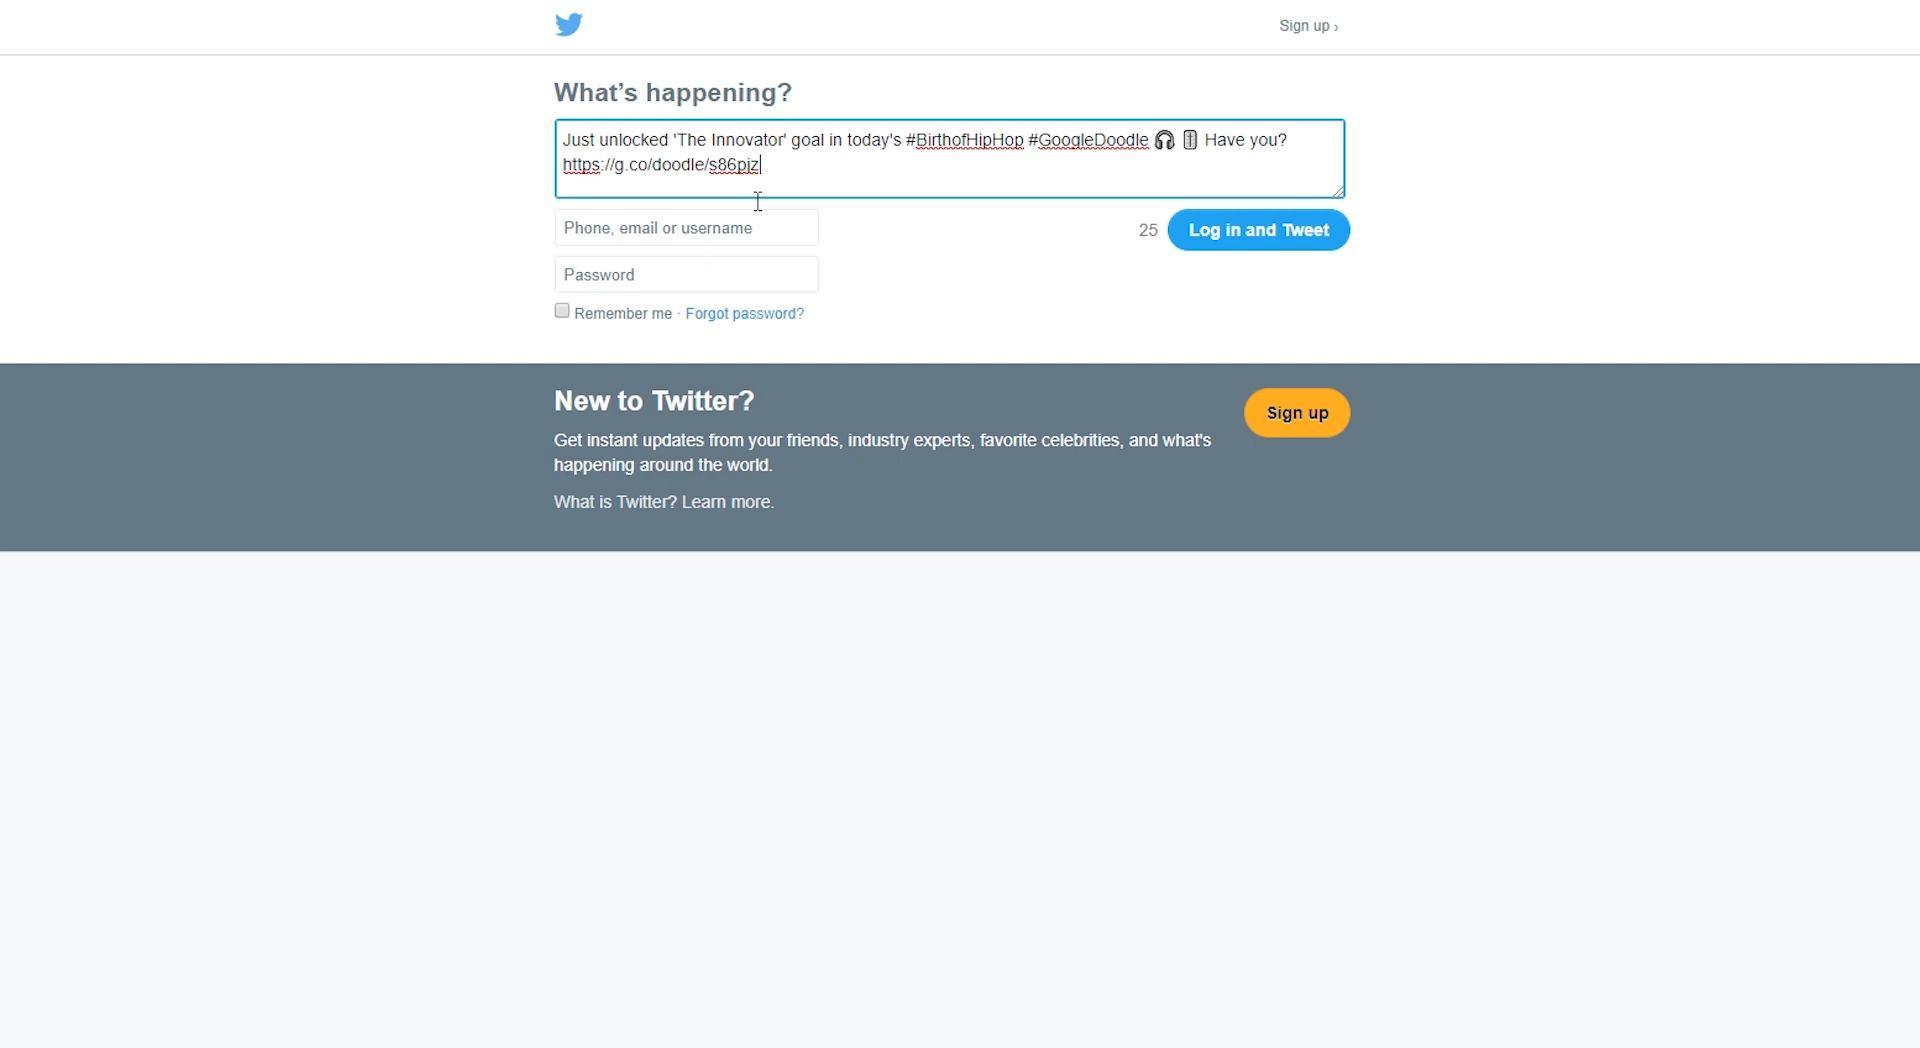 Sign up ›
What’s happening?
Just unlocked 'The Innovator' goal in today's #BirthofHipHop #GoogleDoodle 🎧 🎚 Have you?
https://g.co/doodle/s86pjz
Phone, email or username
25
Log in and Tweet
Password
Remember me · Forgot password?
New to Twitter?
Sign up
Get instant updates from your friends, industry experts, favorite celebrities, and what's
happening around the world.
What is Twitter? Learn more.